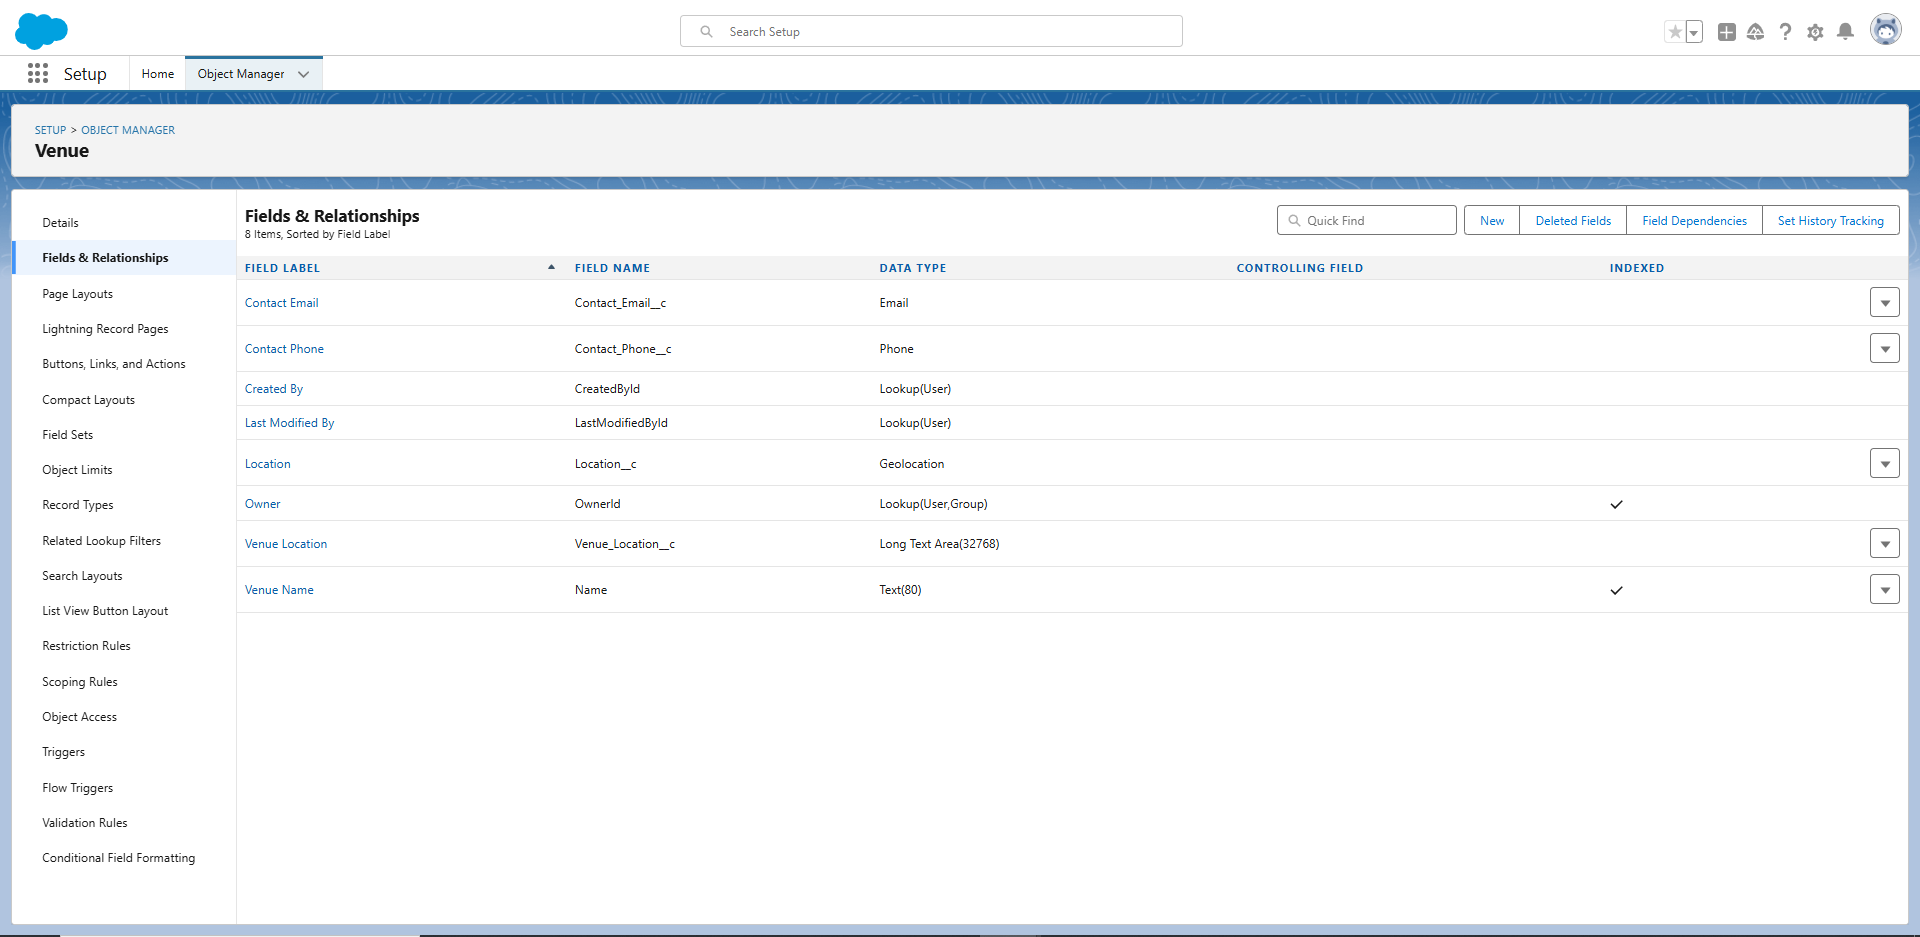 Search Setup
Setup
Home
Object Manager
SETUP > OBJECT MANAGER
Venue
Details
Fields & Relationships
Page Layouts
Lightning Record Pages
Buttons, Links, and Actions
Compact Layouts
Field Sets
Object Limits
Record Types
Related Lookup Filters
Search Layouts
List View Button Layout
Restriction Rules
Scoping Rules
Object Access
Triggers
Flow Triggers
Validation Rules
Conditional Field Formatting
Fields & Relationships
8 Items, Sorted by Field Label
Quick Find
New
Deleted Fields
Field Dependencies
Set History Tracking
FIELD LABEL FIELD NAME DATA TYPE CONTROLLING FIELD INDEXED
Contact Email Contact_Email__c Email
Contact Phone Contact_Phone__c Phone
Created By CreatedById Lookup(User)
Last Modified By LastModifiedById Lookup(User)
Location Location__c Geolocation
Owner OwnerId Lookup(User,Group)
Venue Location Venue_Location__c Long Text Area(32768)
Venue Name Name Text(80)